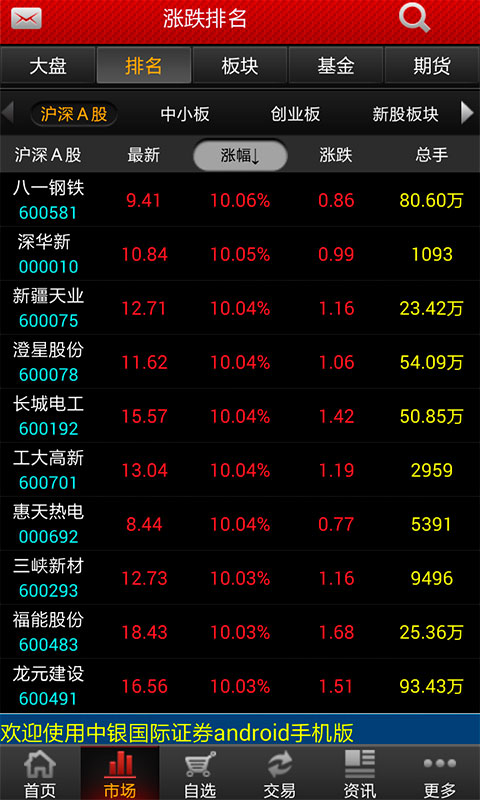 涨跌排名
大盘 排名 板块 基金 期货
沪深A股 中小板 创业板 新股板块
沪深A股 最新 涨幅↓ 涨跌 总手
八一钢铁
600581 9.41 10.06% 0.86 80.60万
深华新
000010 10.84 10.05% 0.99 1093
新疆天业
600075 12.71 10.04% 1.16 23.42万
澄星股份
600078 11.62 10.04% 1.06 54.09万
长城电工
600192 15.57 10.04% 1.42 50.85万
工大高新
600701 13.04 10.04% 1.19 2959
惠天热电
000692 8.44 10.04% 0.77 5391
三峡新材
600293 12.73 10.03% 1.16 9496
福能股份
600483 18.43 10.03% 1.68 25.36万
龙元建设
600491 16.56 10.03% 1.51 93.43万
欢迎使用中银国际证券android手机版
首页 市场 自选 交易 资讯 更多